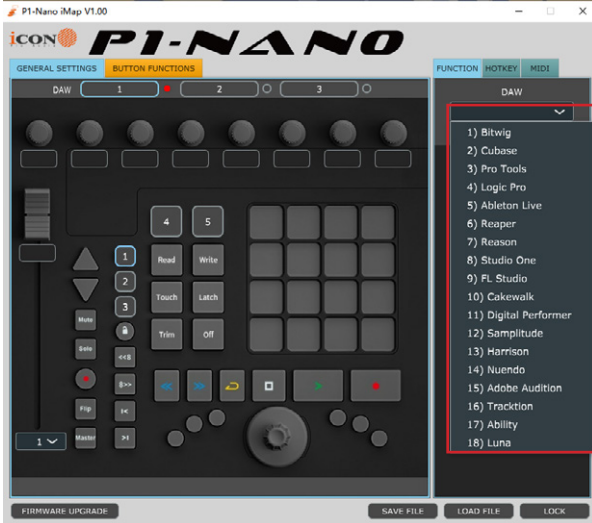 P1-Nano iMap V1.00
iCON P1-NANO
GENERAL SETTINGS BUTTON FUNCTIONS
FUNCTION HOTKEY MIDI
DAW 1 2 3
DAW
1) Bitwig
2) Cubase
3) Pro Tools
4) Logic Pro
5) Ableton Live
6) Reaper
7) Reason
8) Studio One
9) FL Studio
10) Cakewalk
11) Digital Performer
12) Samplitude
13) Harrison
14) Nuendo
15) Adobe Audition
16) Tracktion
17) Ability
18) Luna
4 5
1 Read Write
2
Touch Latch
3
Mute
Trim Off
Solo
<<8
8>>
Flip
I<
1 Master >I
FIRMWARE UPGRADE SAVE FILE LOAD FILE LOCK